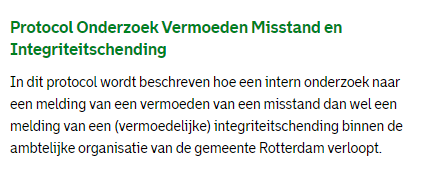 Protocol Onderzoek Vermoeden Misstand en
Integriteitschending
In dit protocol wordt beschreven hoe een intern onderzoek naar
een melding van een vermoeden van een misstand dan wel een
melding van een (vermoedelijke) integriteitschending binnen de
ambtelijke organisatie van de gemeente Rotterdam verloopt.